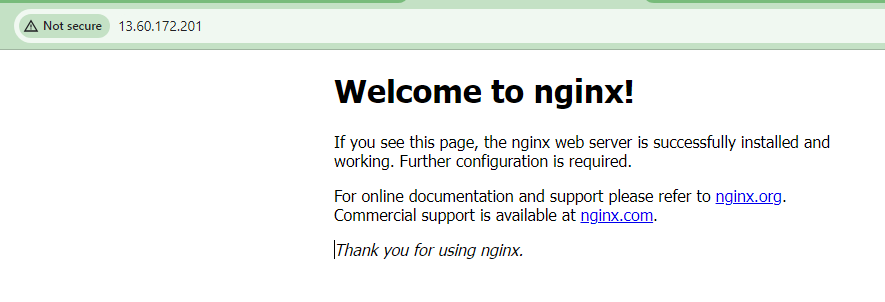 Not secure 13.60.172.201
Welcome to nginx!
If you see this page, the nginx web server is successfully installed and
working. Further configuration is required.
For online documentation and support please refer to nginx.org.
Commercial support is available at nginx.com.
Thank you for using nginx.